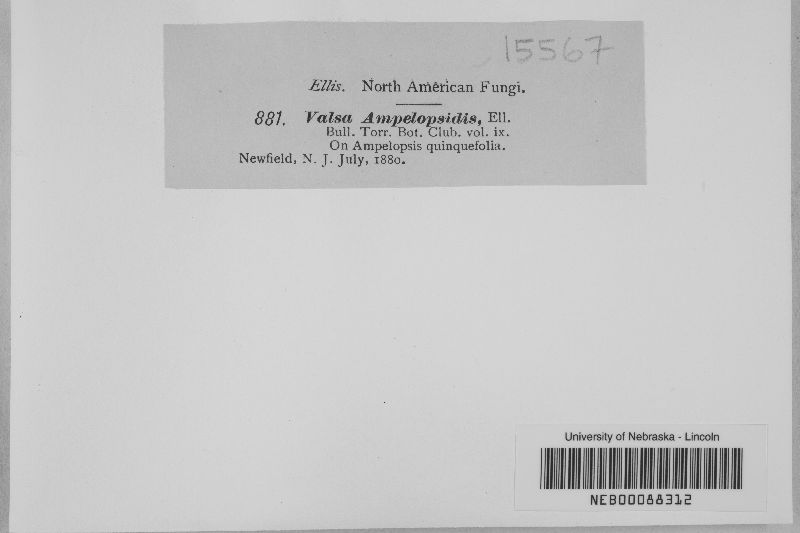 15567
Ellis. North American Fungi.
881. Valsa Ampelopsidis, Ell.
Bull. Torr. Bot. Club. vol. ix.
On Ampelopsis quinquefolia.
Newfield, N. J. July, 1880.
University of Nebraska - Lincoln
NEB00088312